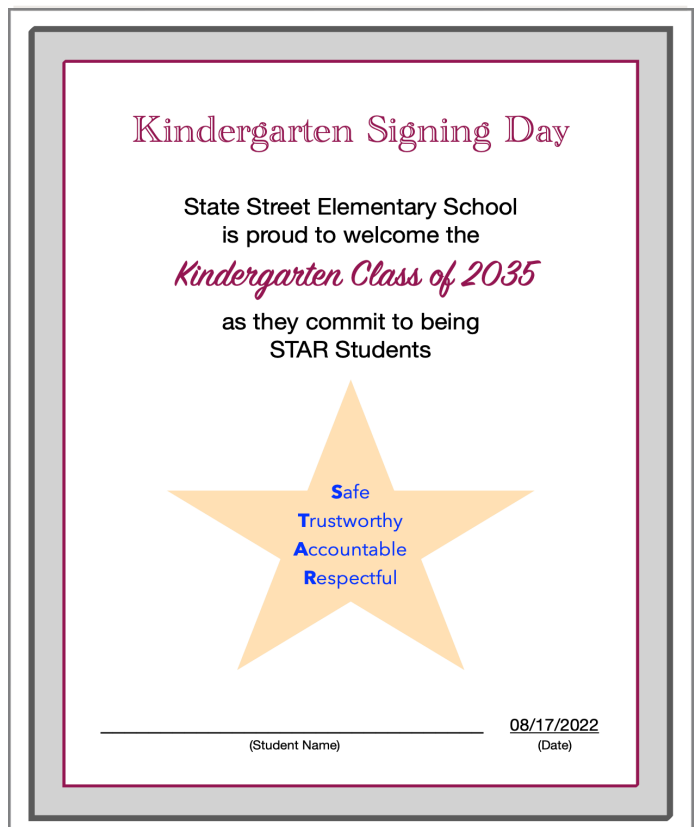 Kindergarten Signing Day
State Street Elementary School
is proud to welcome the
Kindergarten Class of 2035
as they commit to being
STAR Students
Safe
Trustworthy
Accountable
Respectful
08/17/2022
(Student Name) (Date)